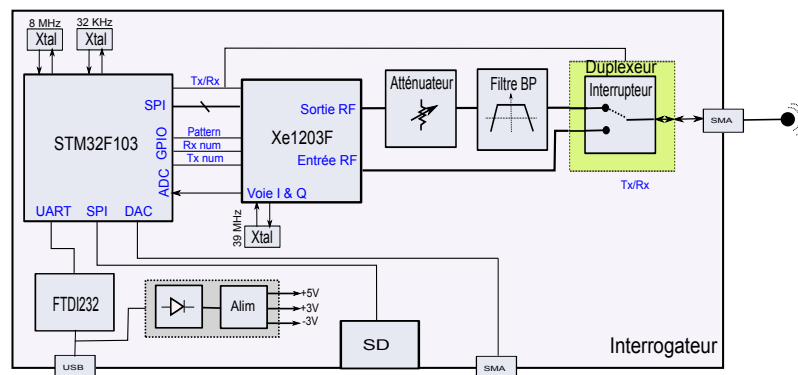 8 MHz
32 KHz
Xtal
Xtal
Tx/Rx
Duplexeur
Interrupteur
Atténuateur
Filtre BP
SPI
Sortie RF
SMA
STM32F103
GPIO
Pattern
Rx num
Tx num
Xe1203F
Entrée RF
ADC
Voie I & Q
Tx/Rx
UART
SPI
DAC
39 MHz
Xtal
FTDI232
Alim
+5V
+3V
-3V
SD
Interrogateur
USB
SMA